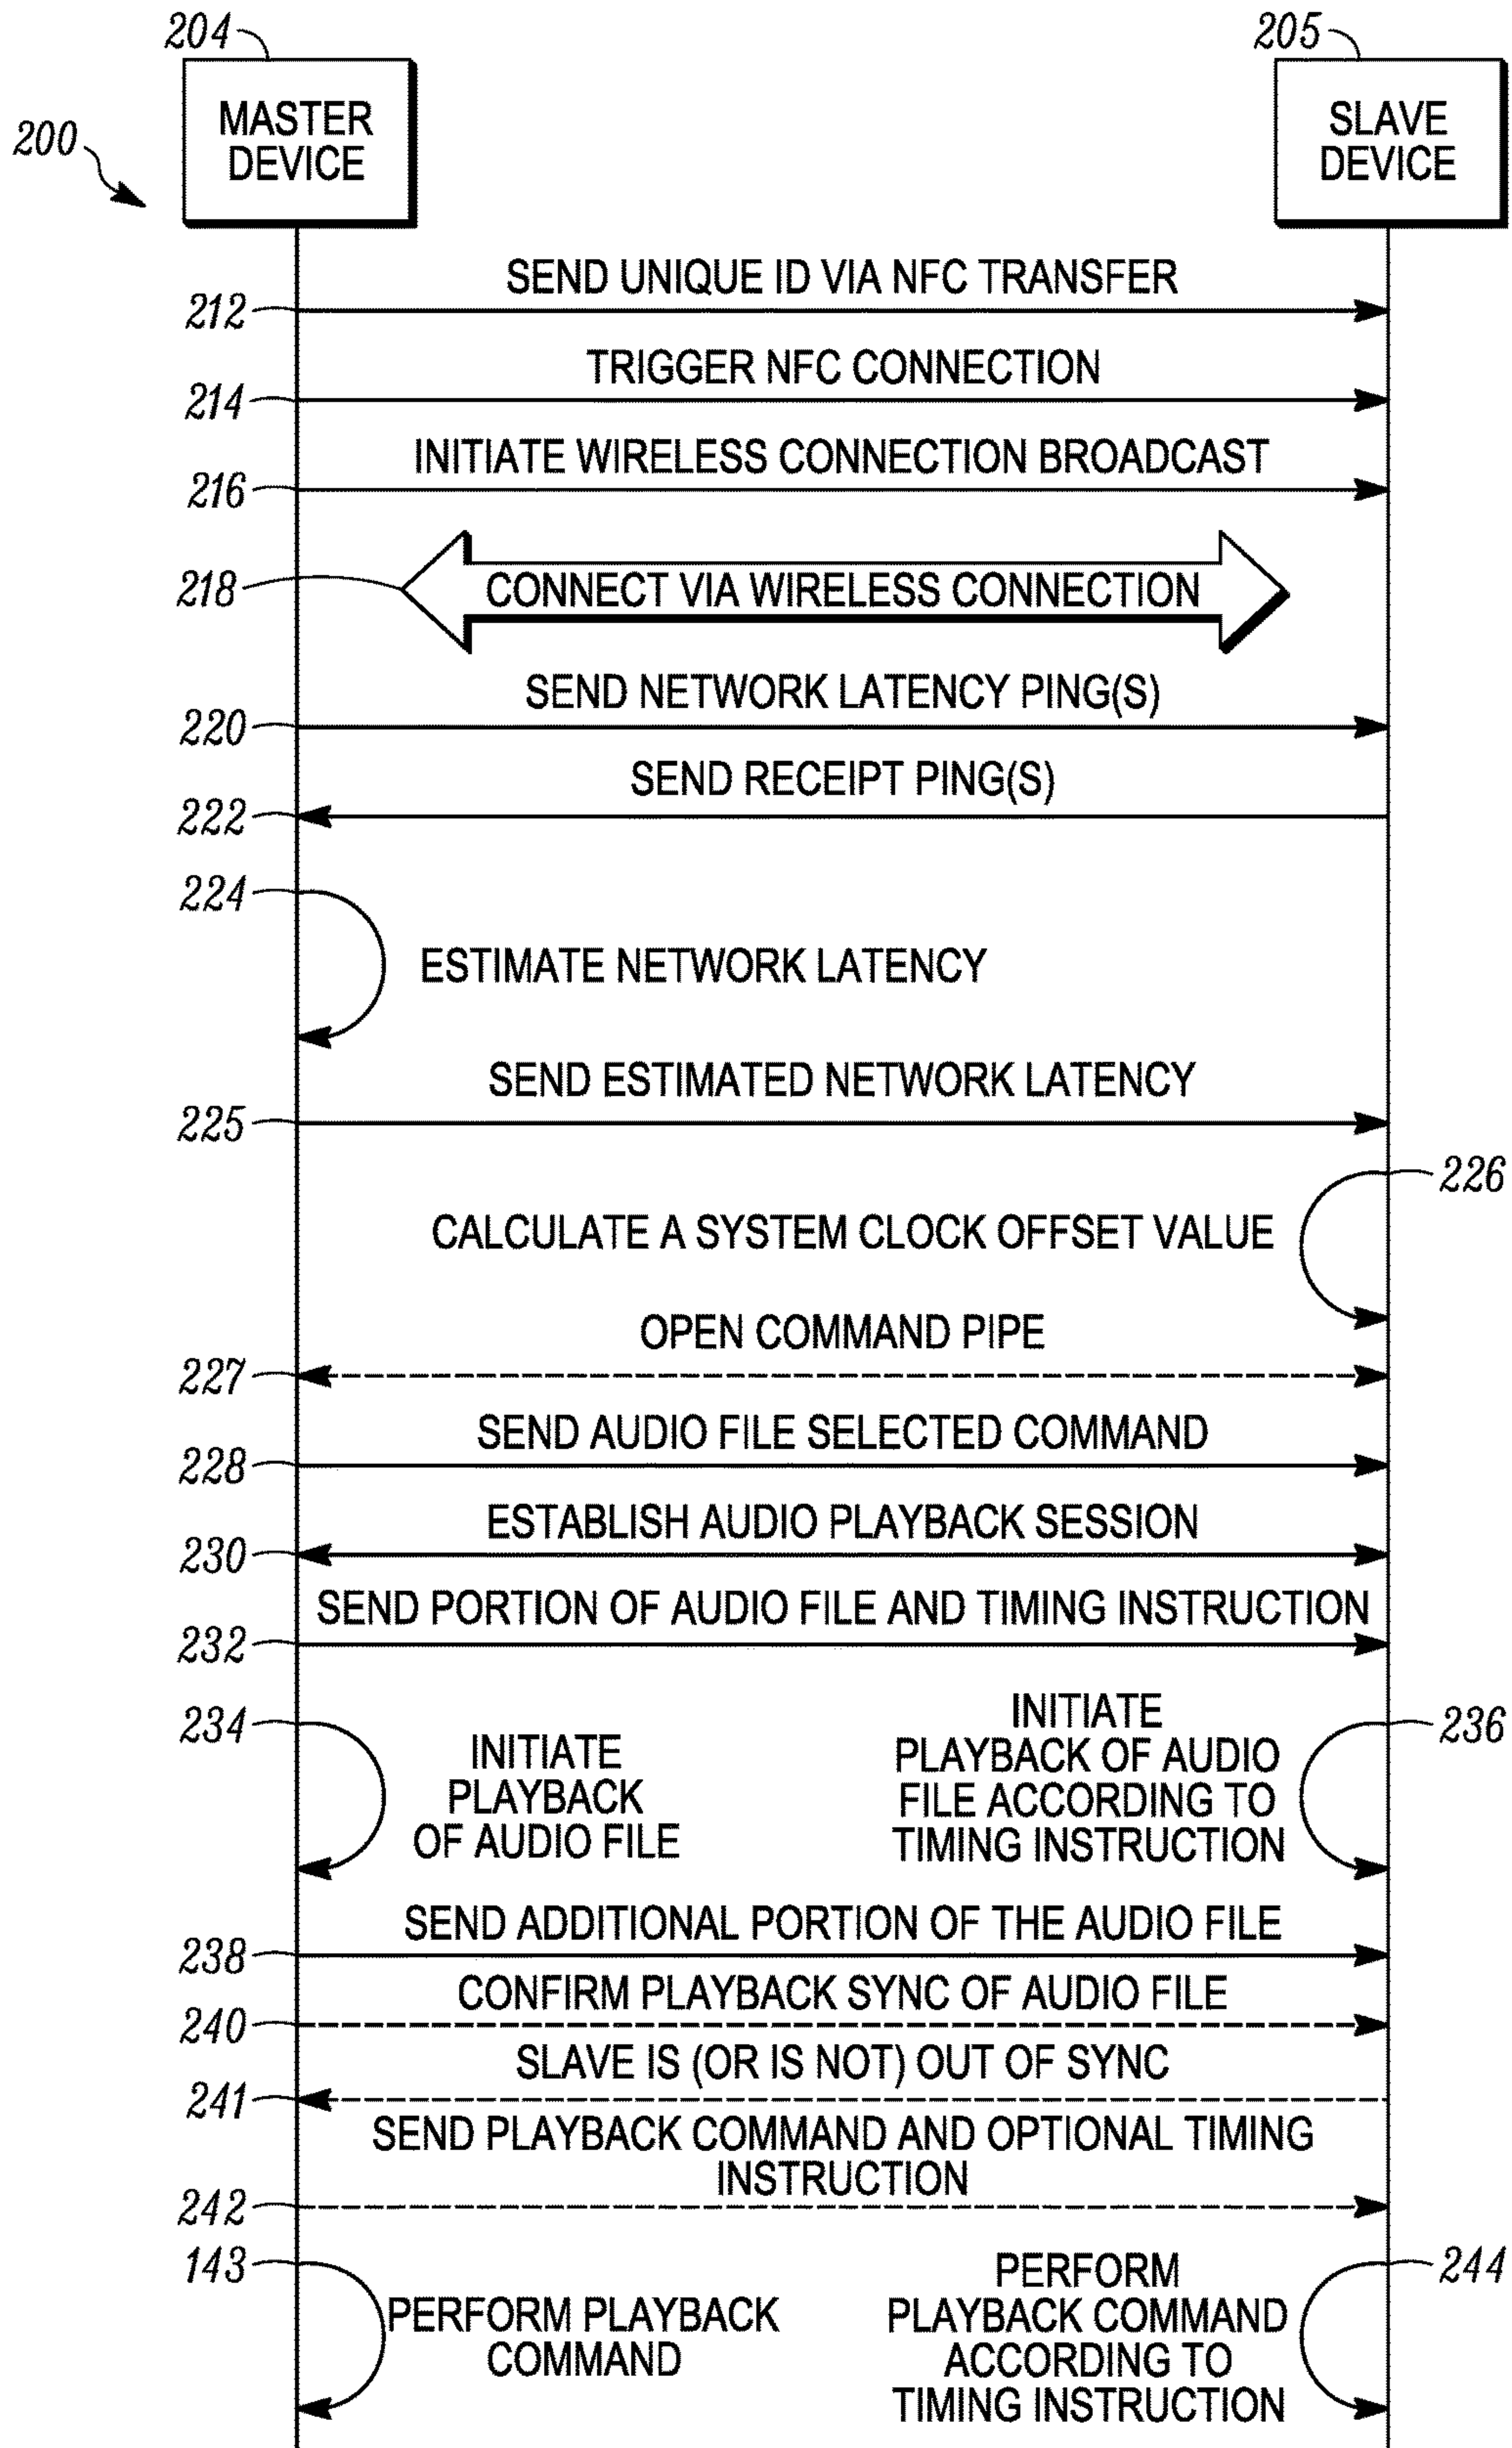 204
205
200
MASTER
DEVICE
SLAVE
DEVICE
SEND UNIQUE ID VIA NFC TRANSFER
212
TRIGGER NFC CONNECTION
214
INITIATE WIRELESS CONNECTION BROADCAST
216
218
CONNECT VIA WIRELESS CONNECTION
SEND NETWORK LATENCY PING(S)
220
SEND RECEIPT PING(S)
222
224
ESTIMATE NETWORK LATENCY
SEND ESTIMATED NETWORK LATENCY
225
226
CALCULATE A SYSTEM CLOCK OFFSET VALUE
OPEN COMMAND PIPE
227
SEND AUDIO FILE SELECTED COMMAND
228
ESTABLISH AUDIO PLAYBACK SESSION
230
SEND PORTION OF AUDIO FILE AND TIMING INSTRUCTION
232
234
INITIATE
PLAYBACK
OF AUDIO FILE
INITIATE
PLAYBACK OF AUDIO
FILE ACCORDING TO
TIMING INSTRUCTION
236
SEND ADDITIONAL PORTION OF THE AUDIO FILE
238
CONFIRM PLAYBACK SYNC OF AUDIO FILE
240
SLAVE IS (OR IS NOT) OUT OF SYNC
241
SEND PLAYBACK COMMAND AND OPTIONAL TIMING
INSTRUCTION
242
143
PERFORM PLAYBACK
COMMAND
PERFORM
PLAYBACK COMMAND
ACCORDING TO
TIMING INSTRUCTION
244